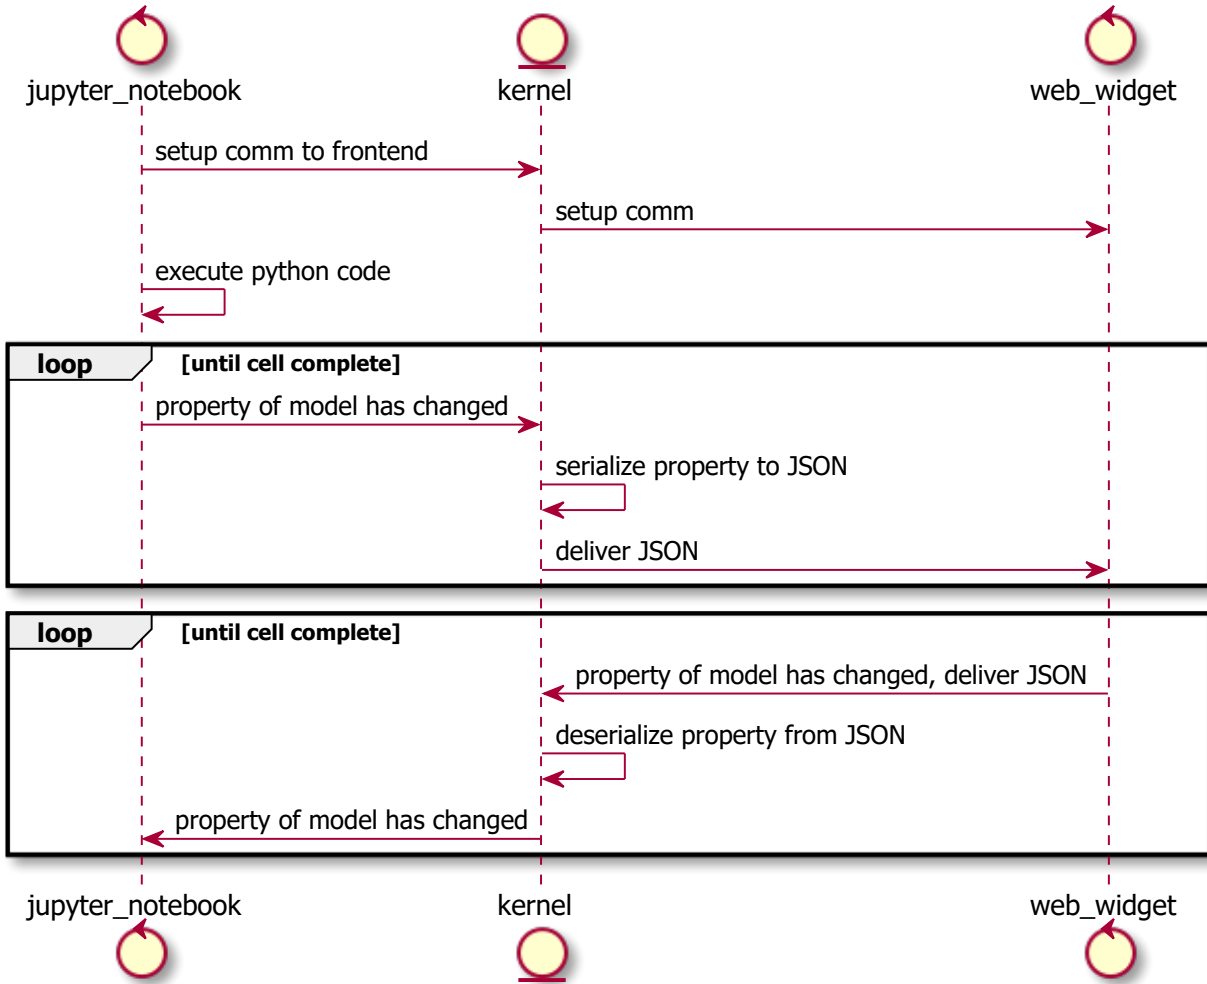 jupyter_notebook kernel web_widget
setup comm to frontend
setup comm
execute python code
loop [until cell complete]
property of model has changed
serialize property to JSON
deliver JSON
loop [until cell complete]
property of model has changed, deliver JSON
deserialize property from JSON
property of model has changed
jupyter_notebook kernel web_widget